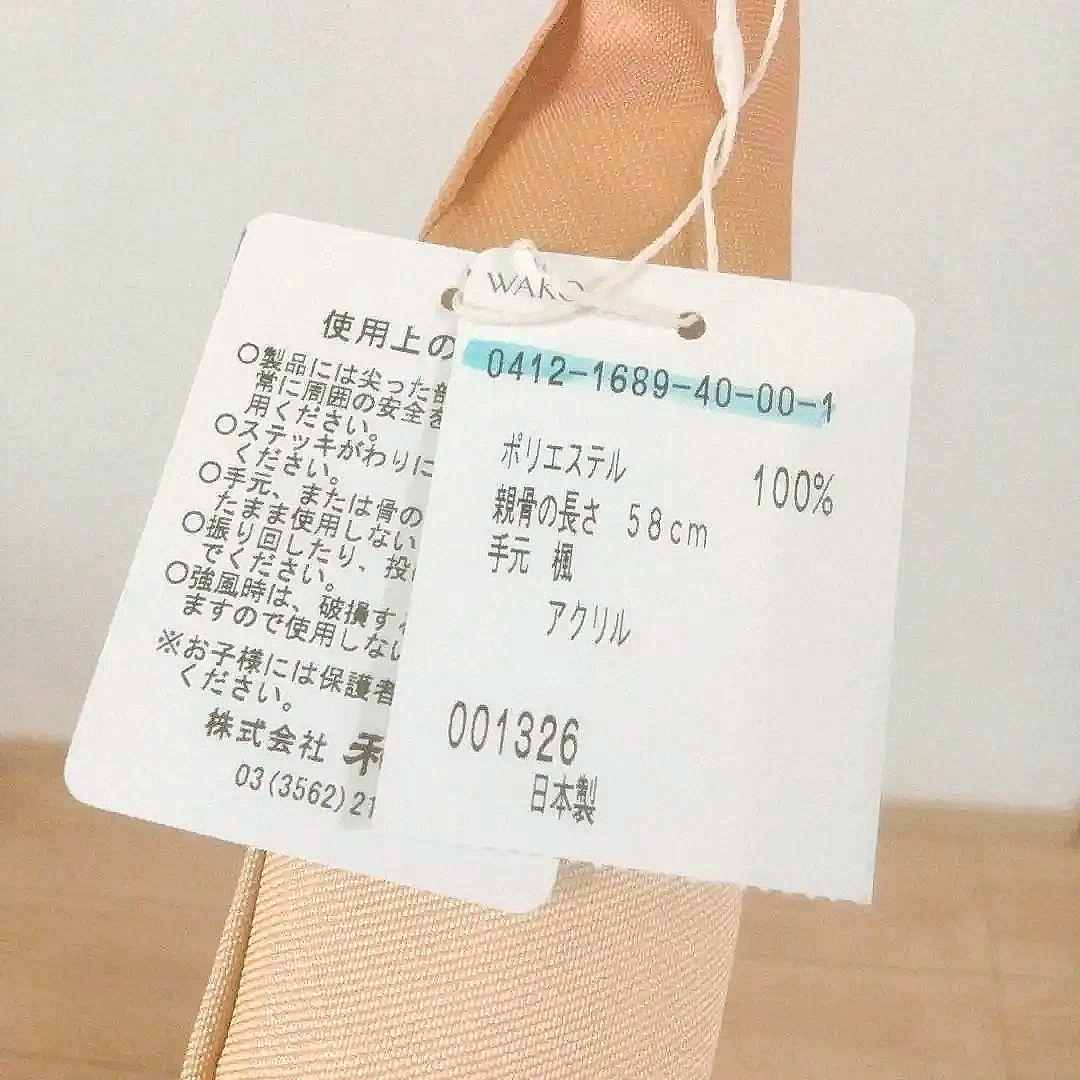 使用上の
○製品には尖った部
常に周囲の安全を
用ください。
○ステッキがわりに
ください。
○手元、または骨の
たまま使用しない
○振り回したり、投
でください。
○強風時は、破損す
ますので使用しない
※お子様には保護者
ください。
株式会社 和
03(3562)21
WAKO
0412-1689-40-00-1
ポリエステル 100%
親骨の長さ 58cm
手元 楓
アクリル
001326
日本製